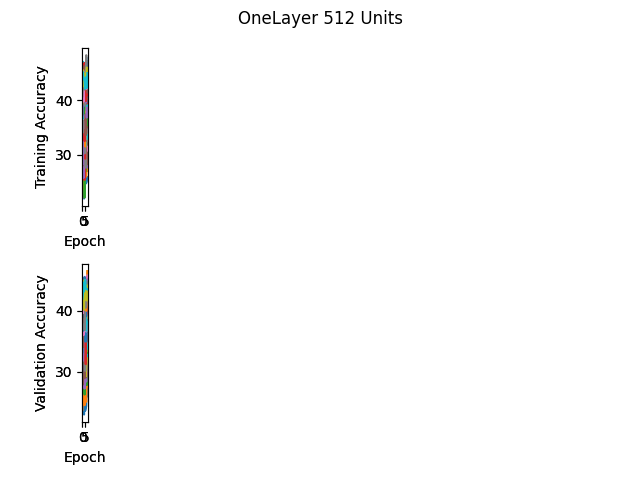 OneLayer 512 Units
Training Accuracy
40
30
0 5
Epoch
Validation Accuracy
40
30
0 5
Epoch